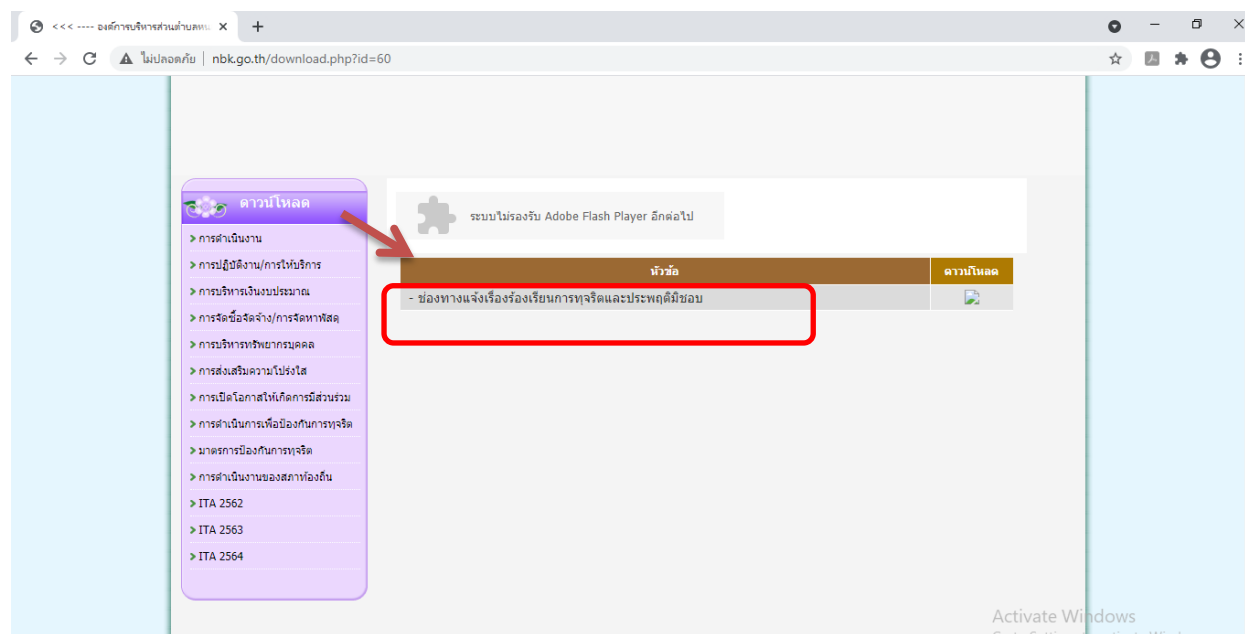 <<< ---- องค์การบริหารส่วนตำบลหน
ไม่ปลอดภัย | nbk.go.th/download.php?id=60
ดาวน์โหลด
การดำเนินงาน
การปฏิบัติงาน/การให้บริการ
การบริหารเงินงบประมาณ
การจัดซื้อจัดจ้าง/การจัดหาพัสดุ
การบริหารทรัพยากรบุคคล
การส่งเสริมความโปร่งใส
การเปิดโอกาสให้เกิดการมีส่วนร่วม
การดำเนินการเพื่อป้องกันการทุจริต
มาตรการป้องกันการทุจริต
การดำเนินงานของสภาท้องถิ่น
ITA 2562
ITA 2563
ITA 2564
ระบบไม่รองรับ Adobe Flash Player อีกต่อไป
หัวข้อ ดาวน์โหลด
- ช่องทางแจ้งเรื่องร้องเรียนการทุจริตและประพฤติมิชอบ
Activate Windows